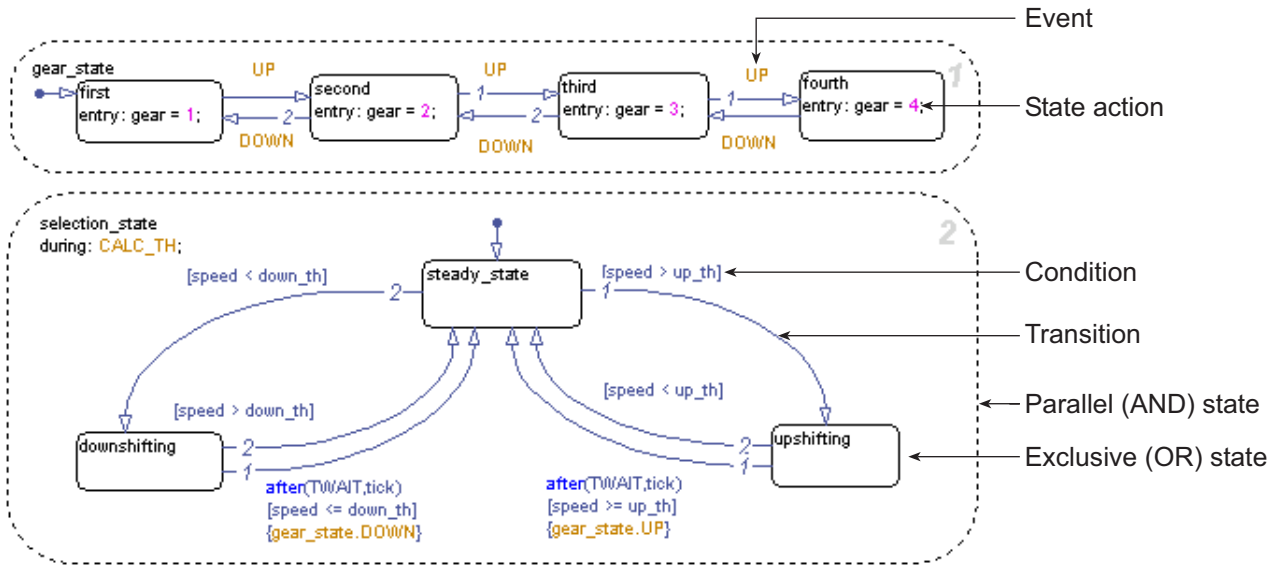 Event
gear_state
1
first
entry: gear = 1;
UP
second
entry: gear = 2;
UP
third
entry: gear = 3;
UP
fourth
entry: gear = 4;
State action
2
DOWN
1
2
DOWN
1
2
DOWN
selection_state
during: CALC_TH;
2
[speed < down_th]
2
steady_state
[speed > up_th]
1
Condition
Transition
[speed > down_th]
[speed < up_th]
Parallel (AND) state
downshifting
2
1
upshifting
2
1
Exclusive (OR) state
after(TWAIT,tick)
[speed <= down_th]
{gear_state.DOWN}
after(TWAIT,tick)
[speed >= up_th]
{gear_state.UP}